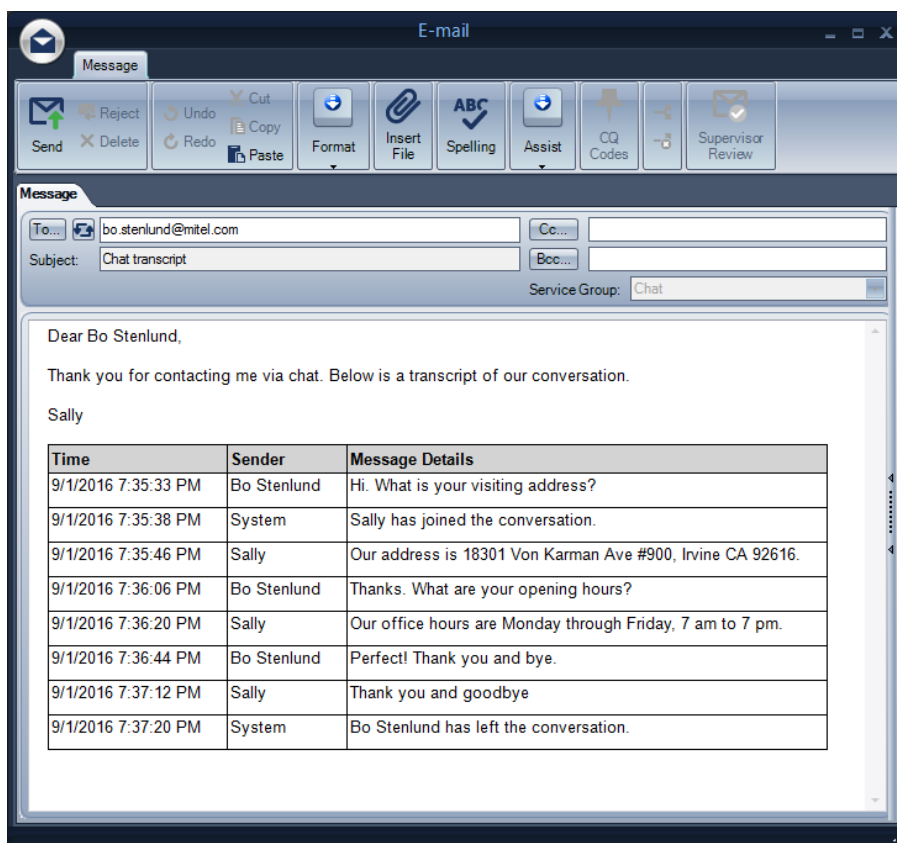 E-mail
Message
Send
Reject
Delete
Undo
Redo
Cut
Copy
Paste
Format
Insert
File
ABC
Spelling
Assist
CQ
Codes
Supervisor
Review
Message
To... bo.stenlund@mitel.com Cc...
Subject: Chat transcript Bcc...
Service Group: Chat
Dear Bo Stenlund,
Thank you for contacting me via chat. Below is a transcript of our conversation.
Sally
Time Sender Message Details
9/1/2016 7:35:33 PM Bo Stenlund Hi. What is your visiting address?
9/1/2016 7:35:38 PM System Sally has joined the conversation.
9/1/2016 7:35:46 PM Sally Our address is 18301 Von Karman Ave #900, Irvine CA 92616.
9/1/2016 7:36:06 PM Bo Stenlund Thanks. What are your opening hours?
9/1/2016 7:36:20 PM Sally Our office hours are Monday through Friday, 7 am to 7 pm.
9/1/2016 7:36:44 PM Bo Stenlund Perfect! Thank you and bye.
9/1/2016 7:37:12 PM Sally Thank you and goodbye
9/1/2016 7:37:20 PM System Bo Stenlund has left the conversation.